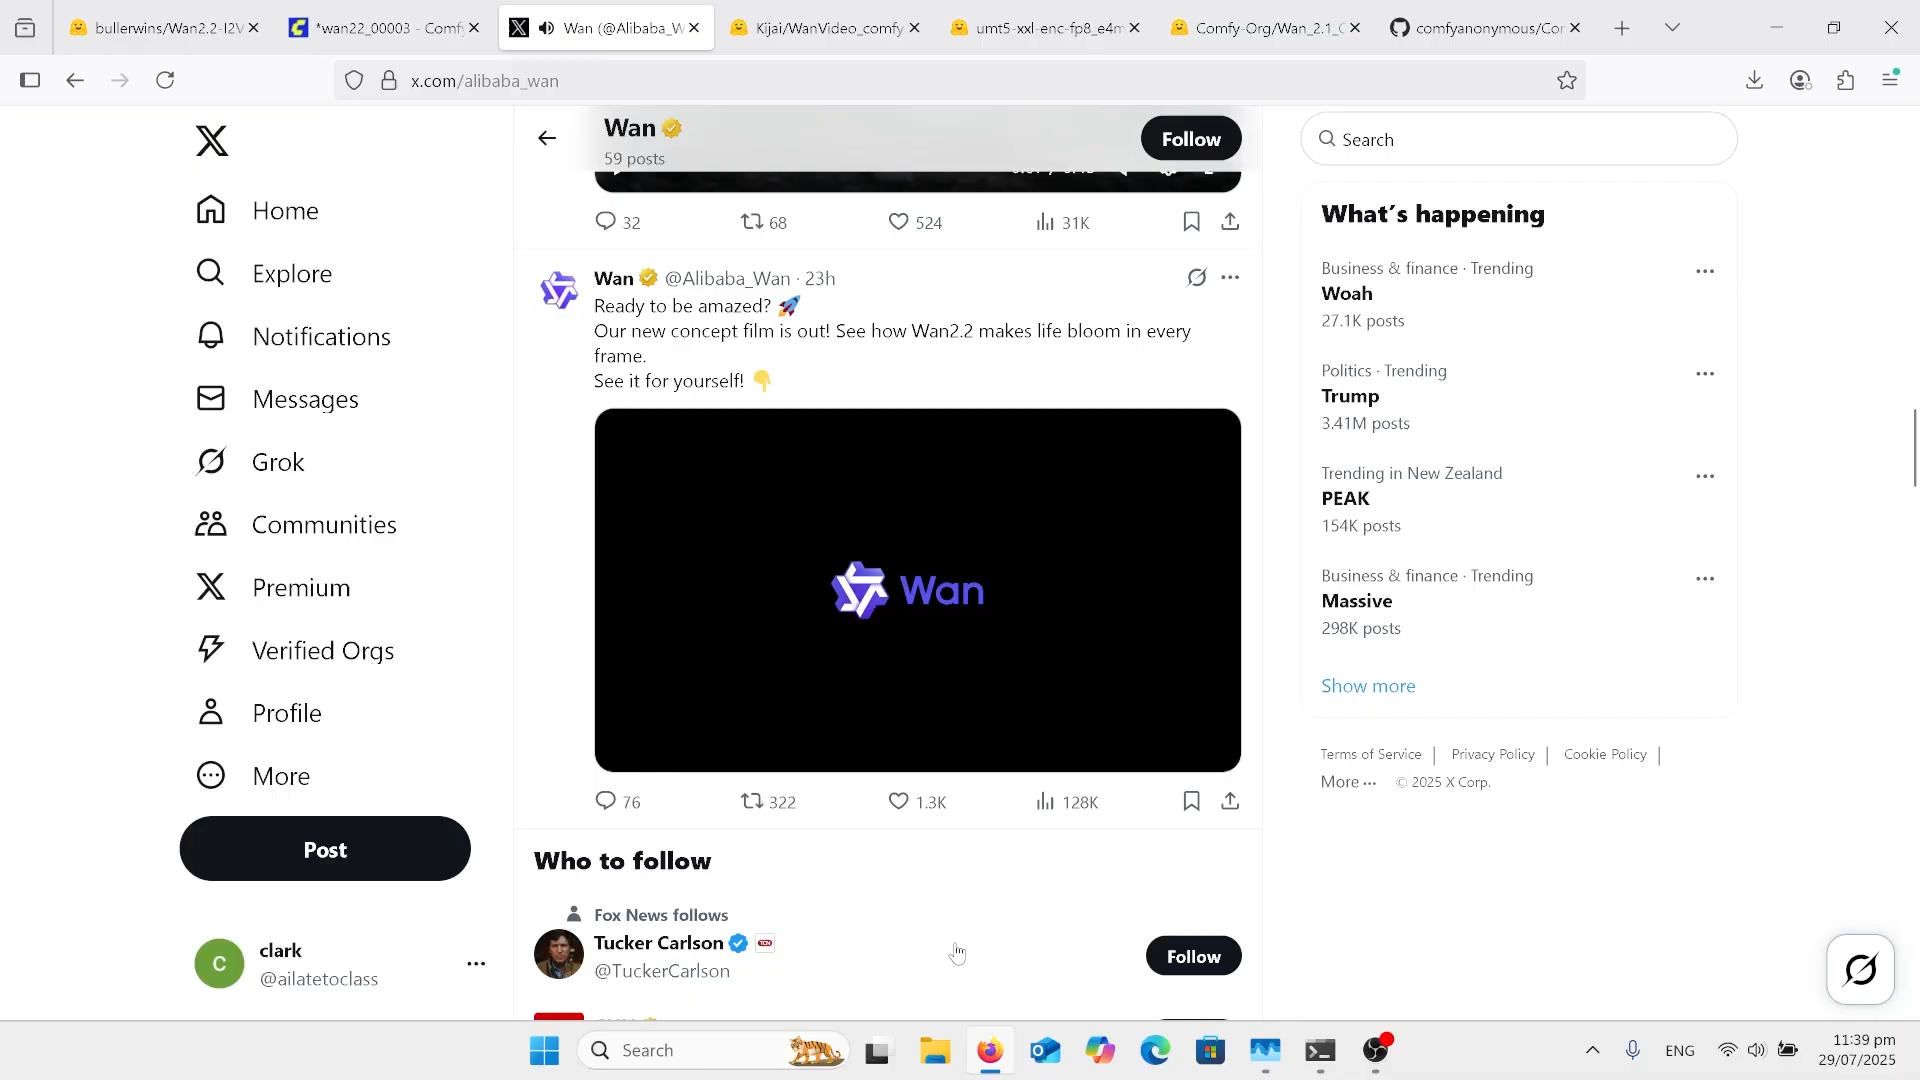 bullerwins/Wan2.2-I2V
*wan22_00003 - Comfy
Wan (@Alibaba_W
Kijai/WanVideo_comfy
umt5-xxl-enc-fp8_e4m
Comfy-Org/Wan_2.1_C
comfyanonymous/Cor
x.com/alibaba_wan
Wan
59 posts
Follow
Search
Home
Explore
Notifications
Messages
Grok
Communities
Premium
Verified Orgs
Profile
More
Post
clark
@ailatetoclass
32
68
524
31K
Wan @Alibaba_Wan · 23h
Ready to be amazed? 🚀
Our new concept film is out! See how Wan2.2 makes life bloom in every
frame.
See it for yourself! 👇
Wan
76
322
1.3K
128K
Who to follow
Fox News follows
Tucker Carlson
@TuckerCarlson
Follow
What's happening
Business & finance · Trending
Woah
27.1K posts
Politics · Trending
Trump
3.41M posts
Trending in New Zealand
PEAK
154K posts
Business & finance · Trending
Massive
298K posts
Show more
Terms of Service | Privacy Policy | Cookie Policy |
More ··· © 2025 X Corp.
Search
ENG
11:39 pm
29/07/2025